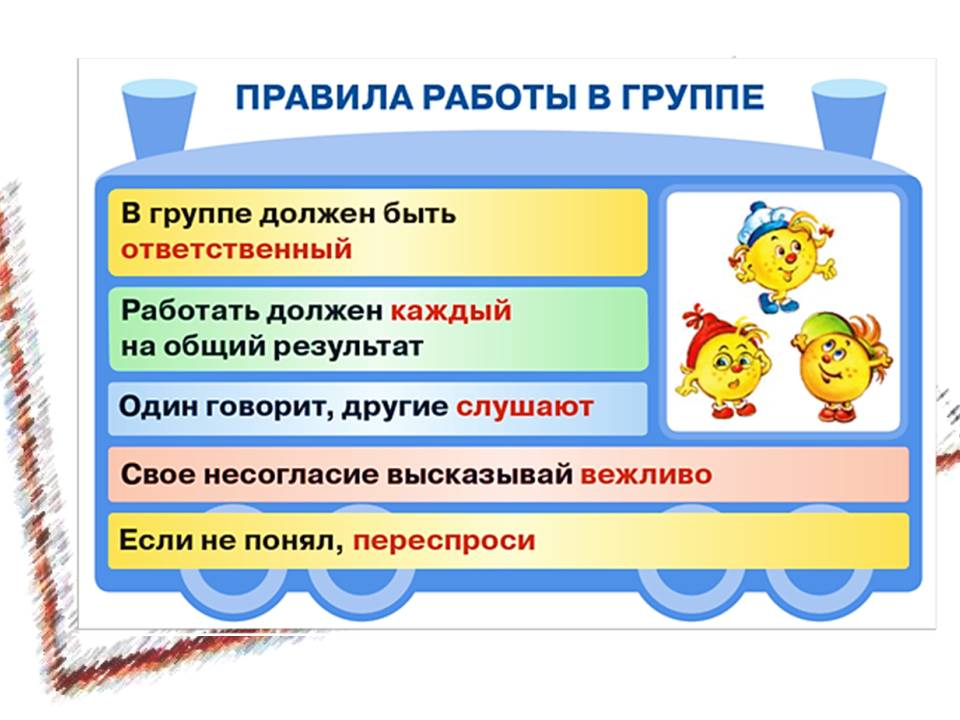 ПРАВИЛА РАБОТЫ В ГРУППЕ
В группе должен быть
ответственный
Работать должен каждый
на общий результат
Один говорит, другие слушают
Свое несогласие высказывай вежливо
Если не понял, переспроси